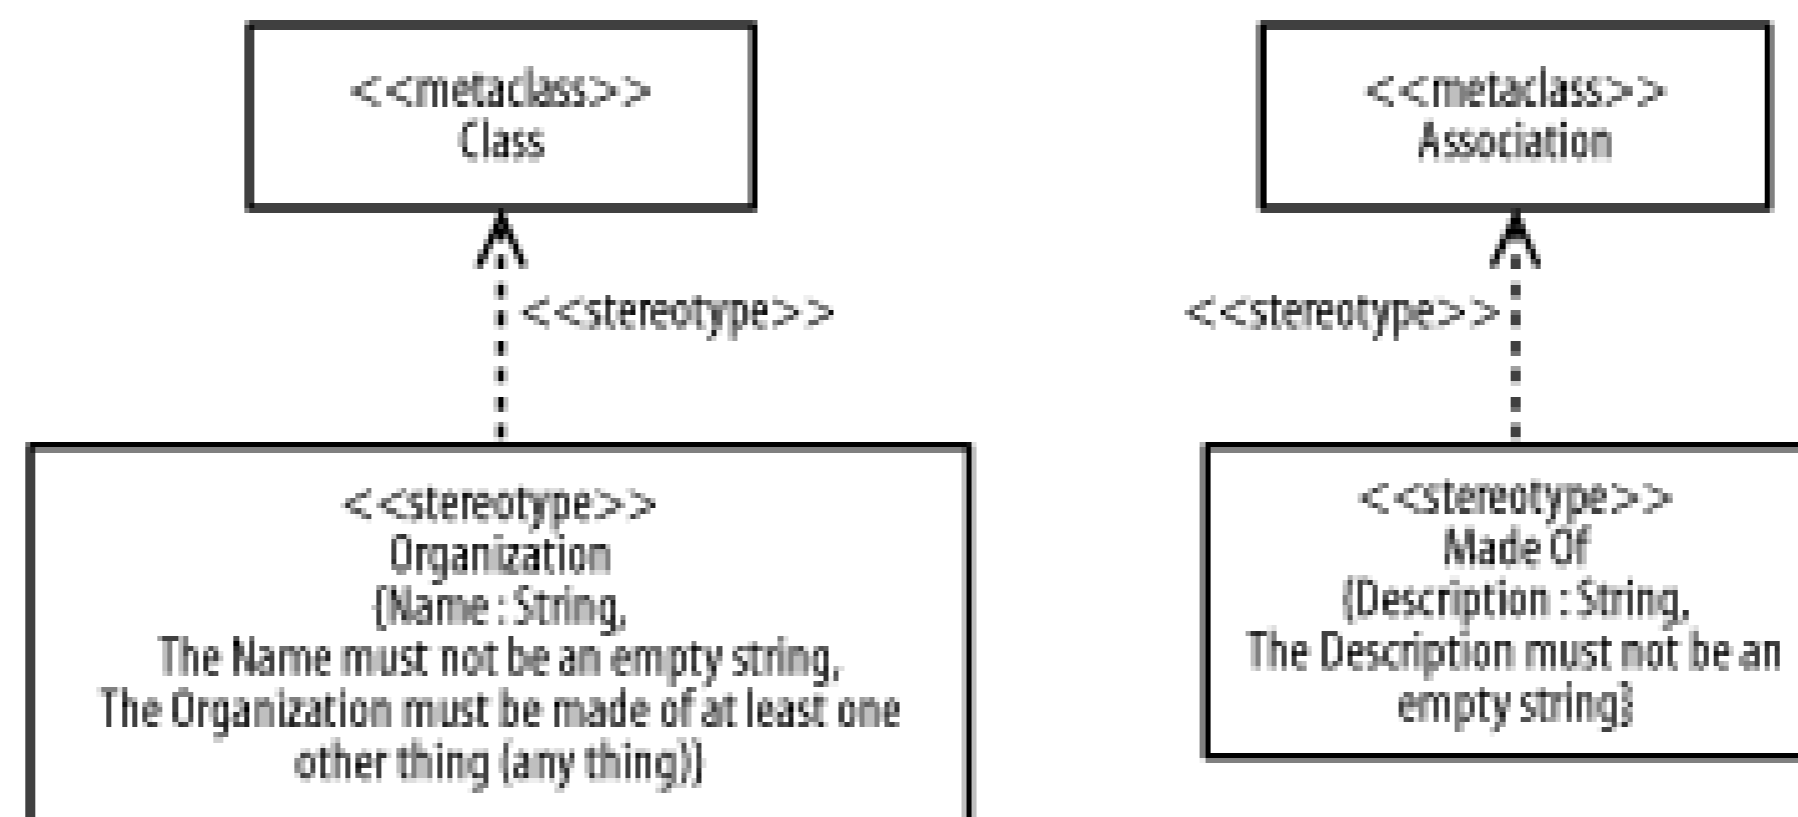 <<metaclass>>
Class
<<stereotype>>
<<stereotype>>
Organization
{Name : String,
The Name must not be an empty string,
The Organization must be made of at least one
other thing (any thing)}
<<metaclass>>
Association
<<stereotype>>
<<stereotype>>
Made Of
{Description : String,
The Description must not be an
empty string}